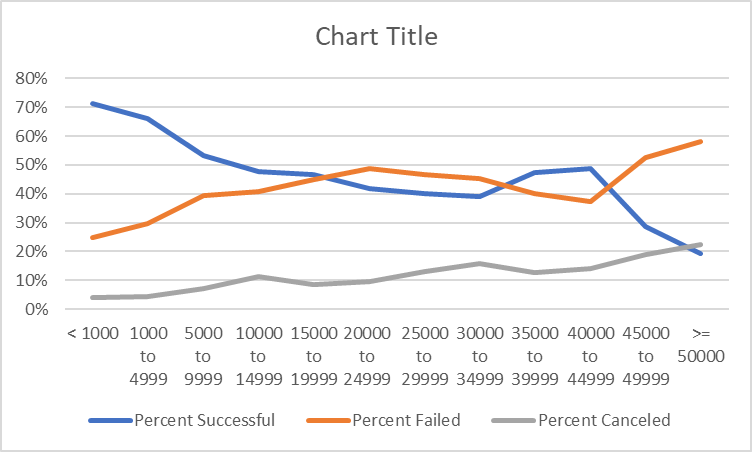 Chart Title
80%
70%
60%
50%
40%
30%
20%
10%
0%
< 1000
1000 to 4999
5000 to 9999
10000 to 14999
15000 to 19999
20000 to 24999
25000 to 29999
30000 to 34999
35000 to 39999
40000 to 44999
45000 to 49999
>= 50000
Percent Successful
Percent Failed
Percent Canceled